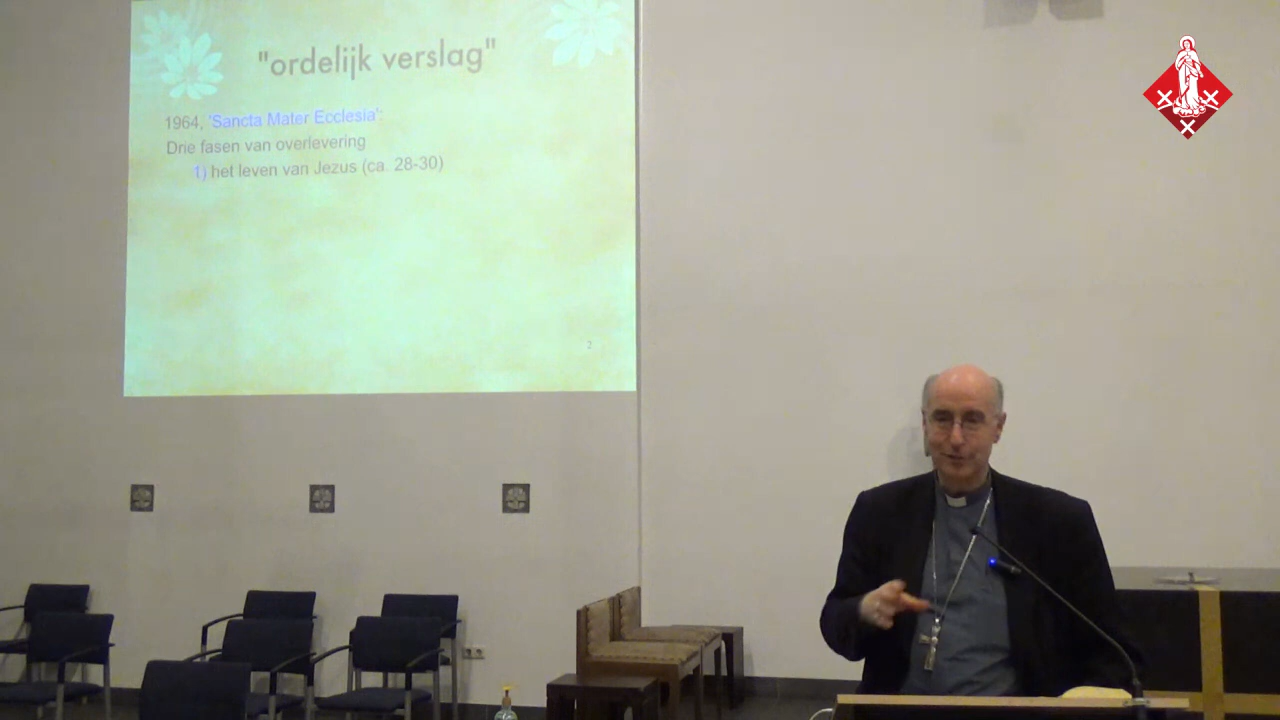 "ordelijk verslag"
1964, 'Sancta Mater Ecclesia':
Drie fasen van overlevering
1) het leven van Jezus (ca. 28-30)
2